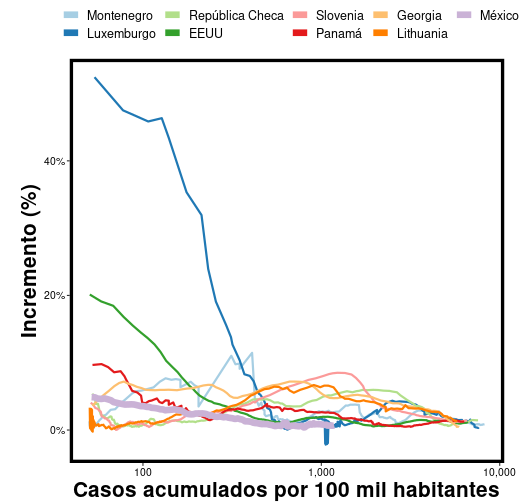 Montenegro República Checa Slovenia Georgia México
Luxemburgo EEUU Panamá Lithuania
Incremento (%)
40%
20%
0%
100 1,000 10,000
Casos acumulados por 100 mil habitantes